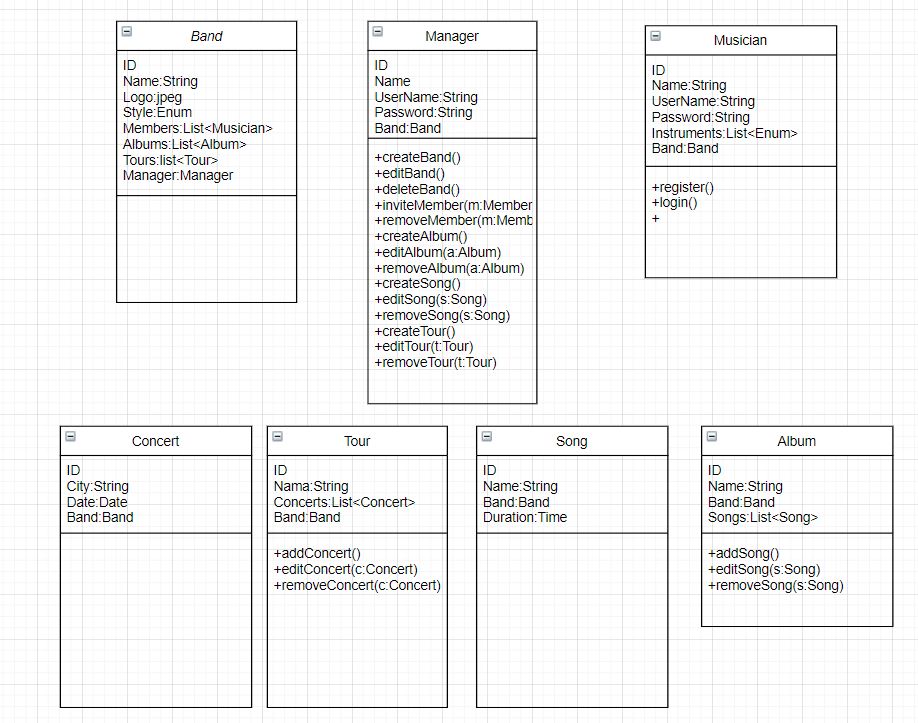 Band
ID
Name:String
Logo:jpeg
Style:Enum
Members:List<Musician>
Albums:List<Album>
Tours:list<Tour>
Manager:Manager
Manager
ID
Name
UserName:String
Password:String
Band:Band
+createBand()
+editBand()
+deleteBand()
+inviteMember(m:Member
+removeMember(m:Memb
+createAlbum()
+editAlbum(a:Album)
+removeAlbum(a:Album)
+createSong()
+editSong(s:Song)
+removeSong(s:Song)
+createTour()
+editTour(t:Tour)
+removeTour(t:Tour)
Musician
ID
Name:String
UserName:String
Password:String
Instruments:List<Enum>
Band:Band
+register()
+login()
+
Concert
ID
City:String
Date:Date
Band:Band
Tour
ID
Nama:String
Concerts:List<Concert>
Band:Band
+addConcert()
+editConcert(c:Concert)
+removeConcert(c:Concert)
Song
ID
Name:String
Band:Band
Duration:Time
Album
ID
Name:String
Band:Band
Songs:List<Song>
+addSong()
+editSong(s:Song)
+removeSong(s:Song)